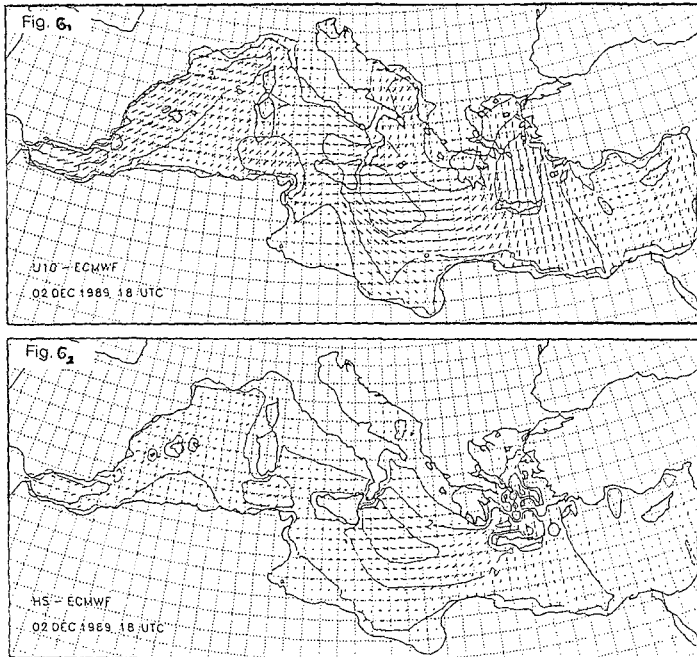 Fig. 6₁
U10 – ECMWF
02 DEC 1989, 18 UTC
Fig. 6₂
HS – ECMWF
02 DEC 1989, 18 UTC